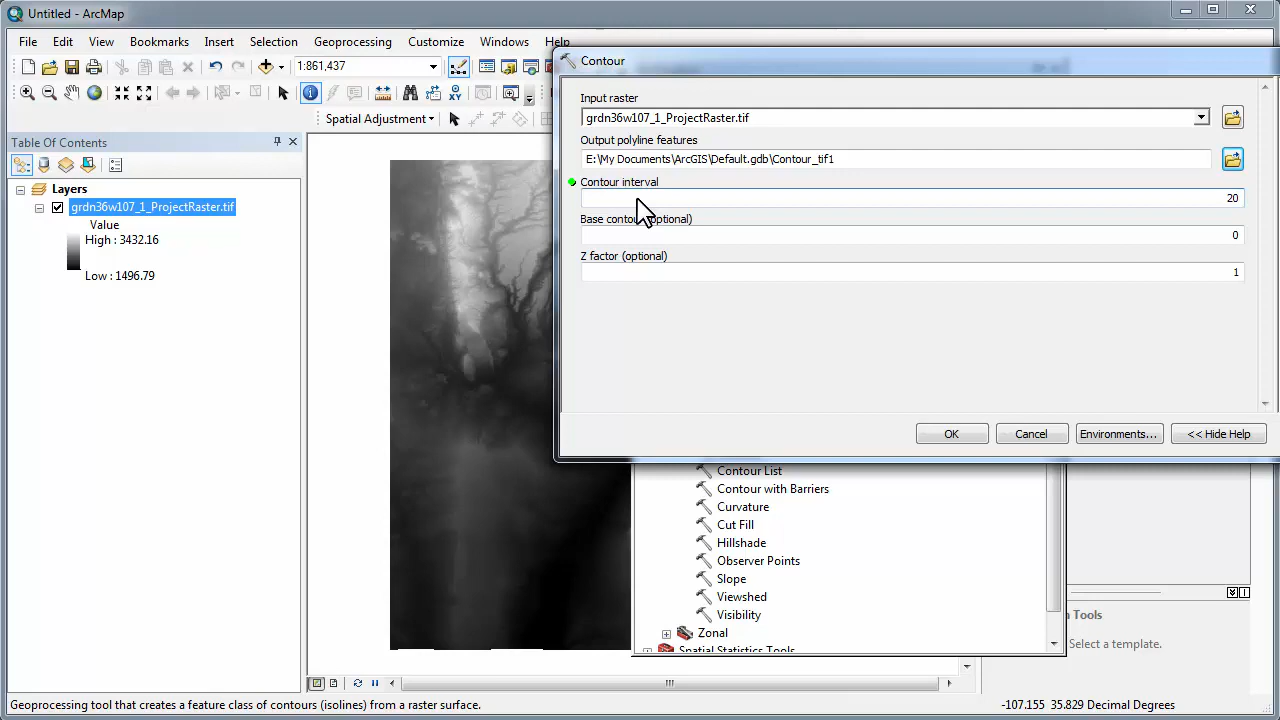 Untitled - ArcMap
File Edit View Bookmarks Insert Selection Geoprocessing Customize Windows Help
1:861,437
Spatial Adjustment
Table Of Contents
Layers
grdn36w107_1_ProjectRaster.tif
Value
High : 3432.16
Low : 1496.79
Contour
Input raster
grdn36w107_1_ProjectRaster.tif
Output polyline features
E:\My Documents\ArcGIS\Default.gdb\Contour_tif1
Contour interval
20
Base contour (optional)
0
Z factor (optional)
1
OK Cancel Environments... << Hide Help
Contour List
Contour with Barriers
Curvature
Cut Fill
Hillshade
Observer Points
Slope
Viewshed
Visibility
Zonal
Spatial Statistics Tools
Tools
Select a template.
Geoprocessing tool that creates a feature class of contours (isolines) from a raster surface.
-107.155 35.829 Decimal Degrees